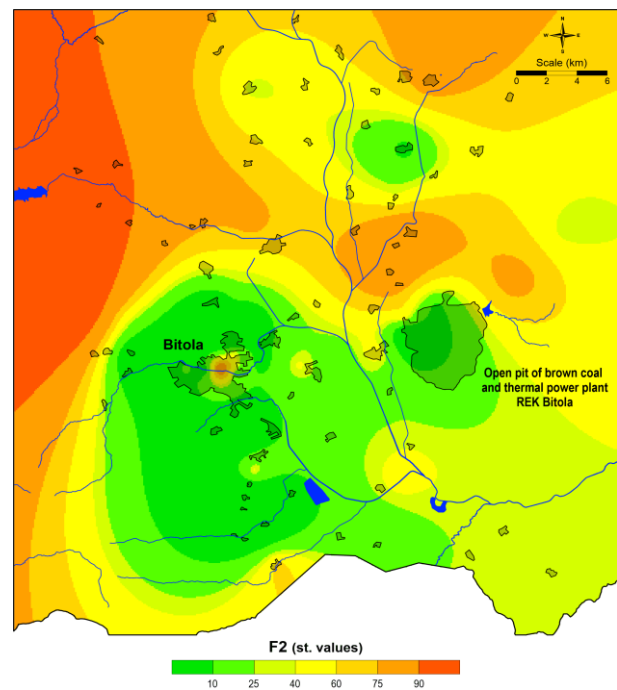 N
W E
S
Scale (km)
0 2 4 6
Bitola
Open pit of brown coal
and thermal power plant
REK Bitola
F2 (st. values)
10 25 40 60 75 90